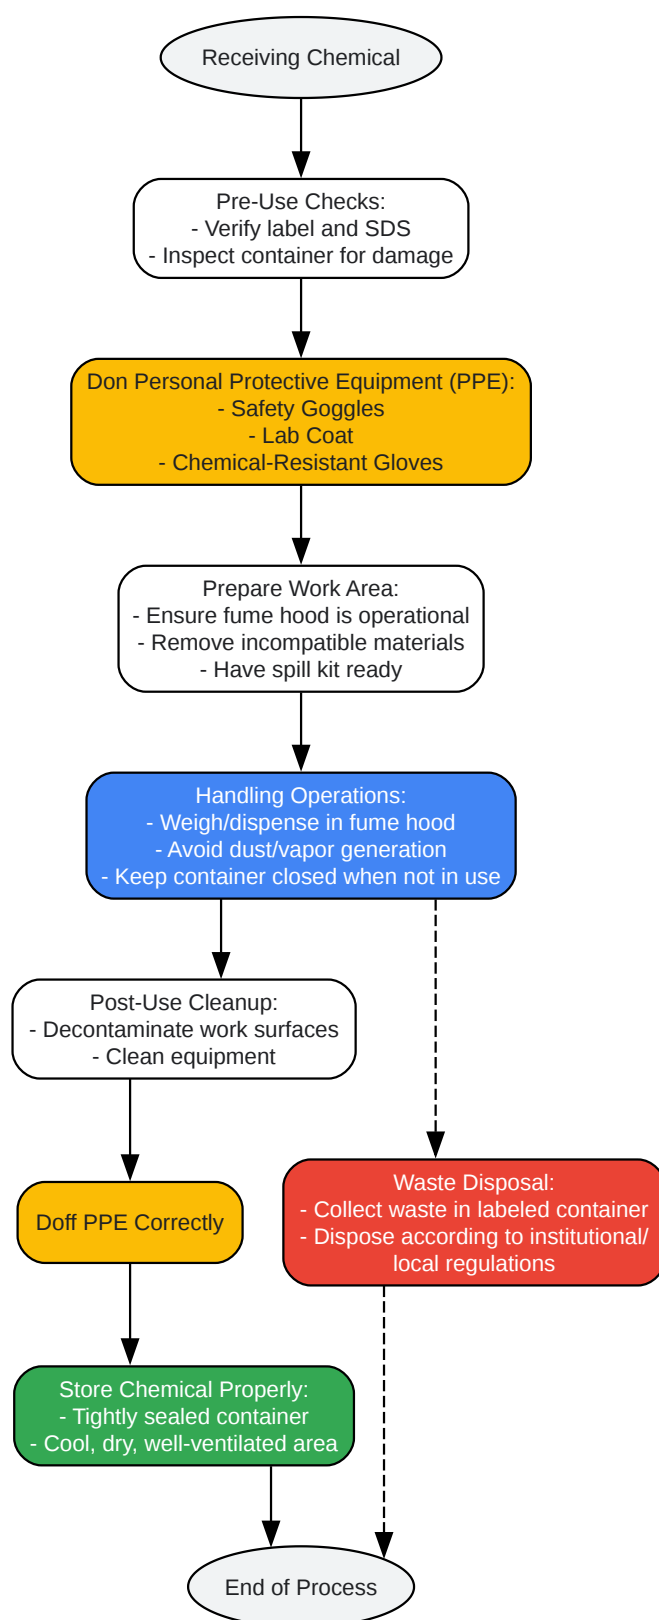 Receiving Chemical
Pre-Use Checks:
- Verify label and SDS
- Inspect container for damage
Don Personal Protective Equipment (PPE):
- Safety Goggles
- Lab Coat
- Chemical-Resistant Gloves
Prepare Work Area:
- Ensure fume hood is operational
- Remove incompatible materials
- Have spill kit ready
Handling Operations:
- Weigh/dispense in fume hood
- Avoid dust/vapor generation
- Keep container closed when not in use
Post-Use Cleanup:
- Decontaminate work surfaces
- Clean equipment
Doff PPE Correctly
Waste Disposal:
- Collect waste in labeled container
- Dispose according to institutional/
local regulations
Store Chemical Properly:
- Tightly sealed container
- Cool, dry, well-ventilated area
End of Process